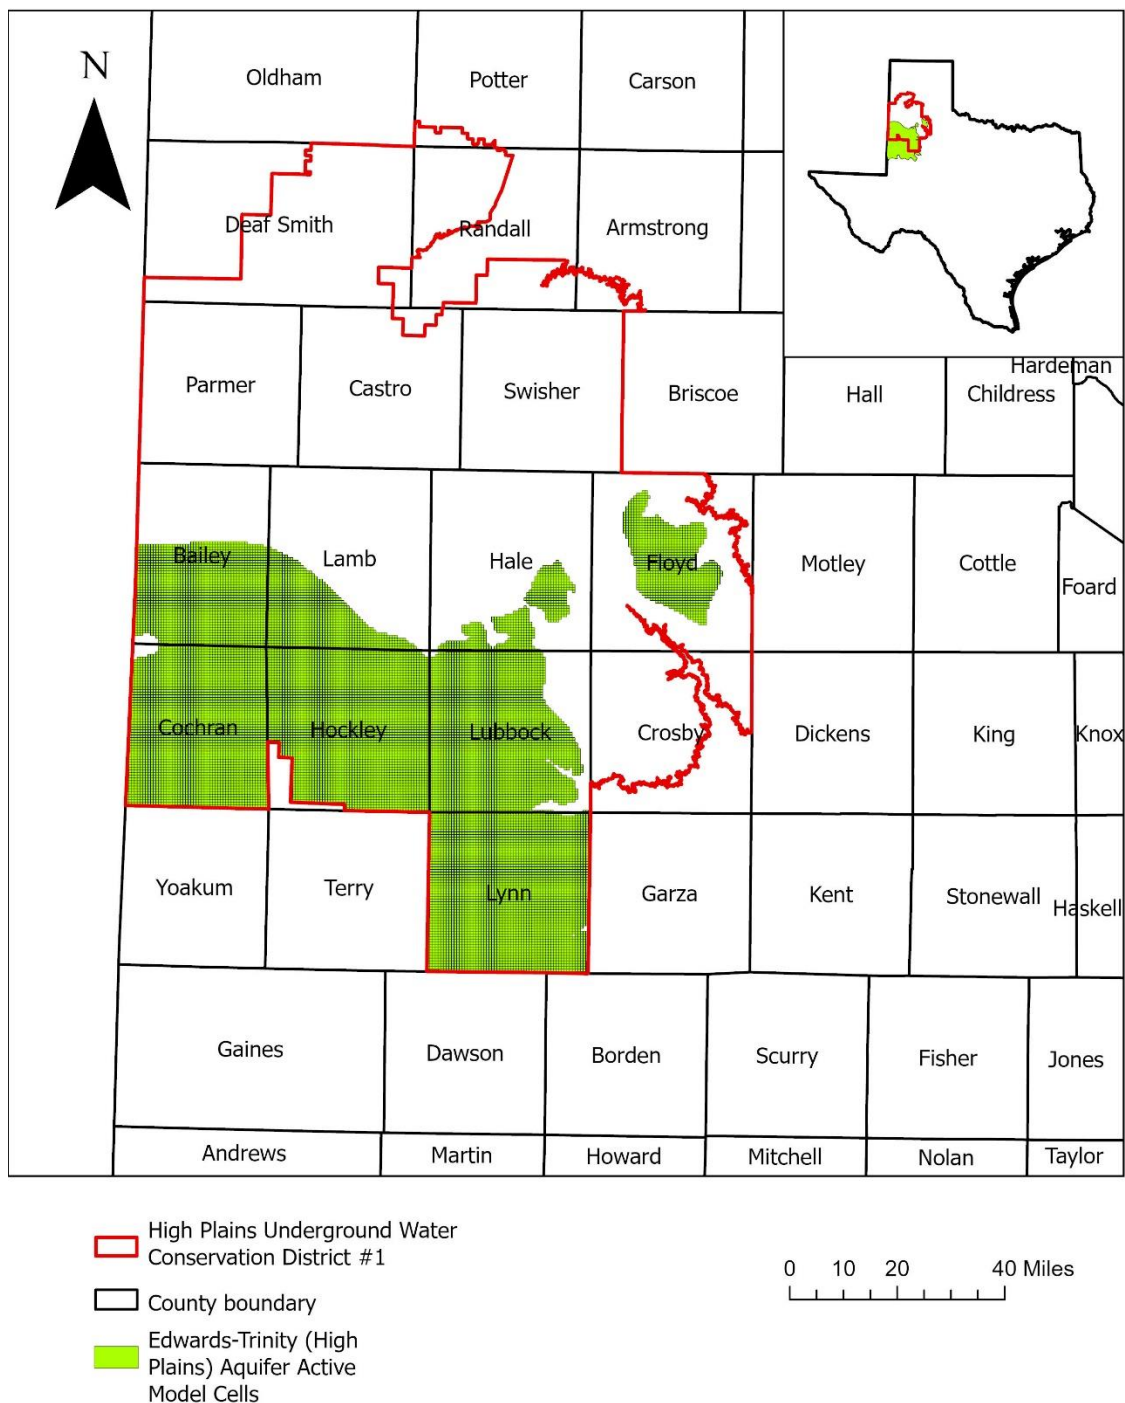 N
Oldham
Potter
Carson
Deaf Smith
Randall
Armstrong
Parmer
Castro
Swisher
Briscoe
Hall
Childress
Hardeman
Bailey
Lamb
Hale
Floyd
Motley
Cottle
Foard
Cochran
Hockley
Lubbock
Crosby
Dickens
King
Knox
Yoakum
Terry
Lynn
Garza
Kent
Stonewall
Haskell
Gaines
Dawson
Borden
Scurry
Fisher
Jones
Andrews
Martin
Howard
Mitchell
Nolan
Taylor
High Plains Underground Water
Conservation District #1
County boundary
Edwards-Trinity (High
Plains) Aquifer Active
Model Cells
0 10 20 40 Miles